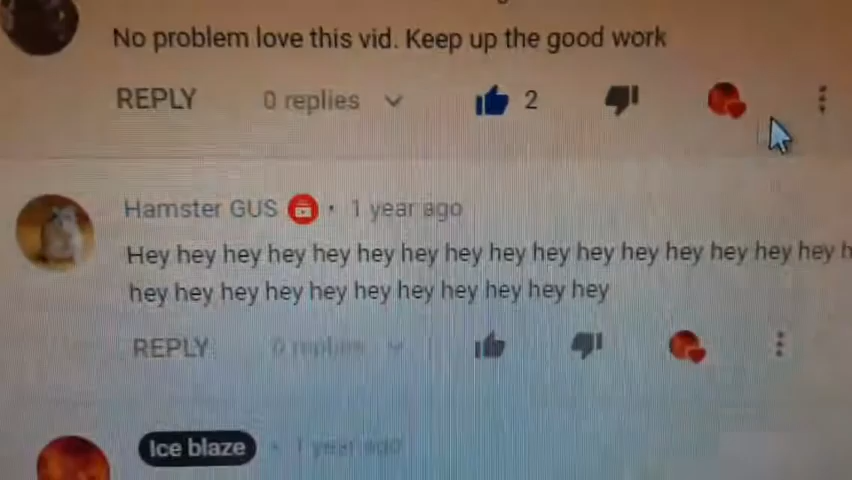 No problem love this vid. Keep up the good work
REPLY 0 replies 2
Hamster GUS • 1 year ago
Hey hey hey hey hey hey hey hey hey hey hey hey hey hey hey hey h
hey hey hey hey hey hey hey hey hey hey hey
REPLY 0 replies
Ice blaze • 1 year ago